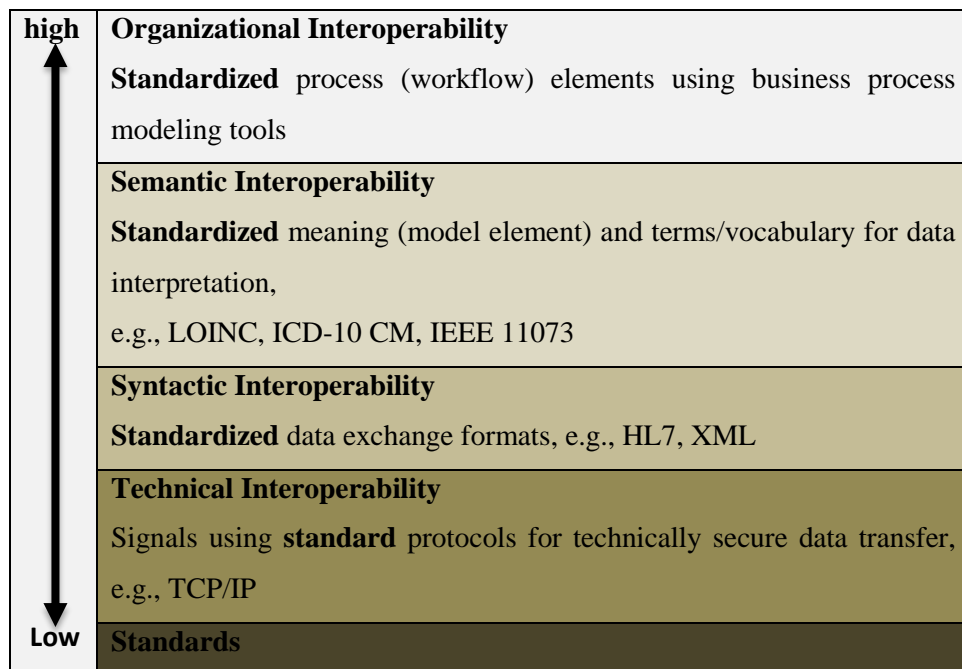 high
Organizational Interoperability
Standardized process (workflow) elements using business process
modeling tools
Semantic Interoperability
Standardized meaning (model element) and terms/vocabulary for data
interpretation,
e.g., LOINC, ICD-10 CM, IEEE 11073
Syntactic Interoperability
Standardized data exchange formats, e.g., HL7, XML
Technical Interoperability
Signals using standard protocols for technically secure data transfer,
e.g., TCP/IP
Low
Standards